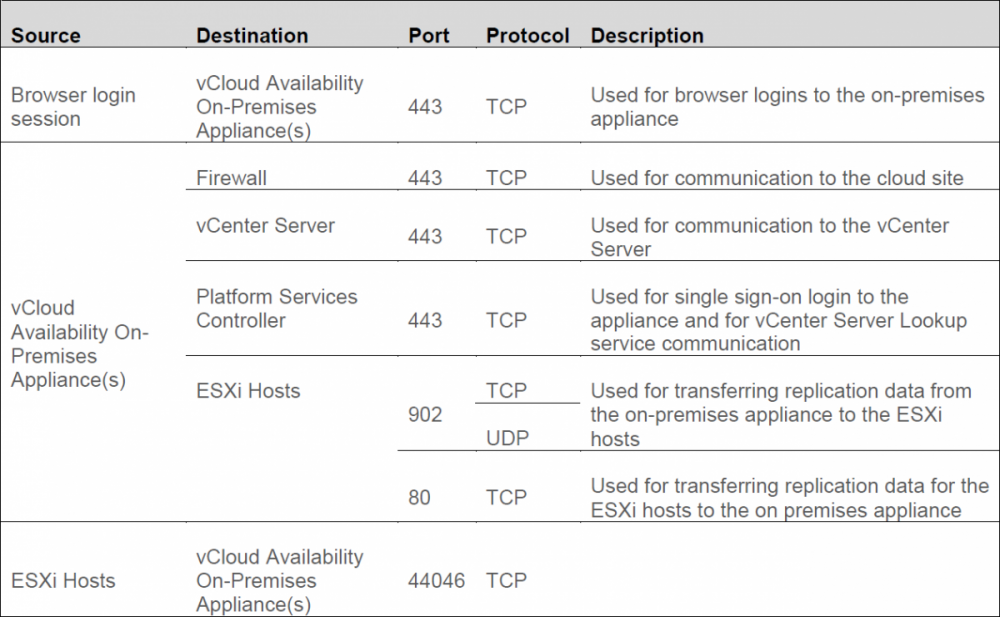 Source Destination Port Protocol Description
Browser login
session
vCloud Availability
On-Premises
Appliance(s)
443
TCP
Used for browser logins to the on-premises
appliance
vCloud
Availability On-
Premises
Appliance(s)
Firewall
443
TCP
Used for communication to the cloud site
vCenter Server
443
TCP
Used for communication to the vCenter
Server
Platform Services
Controller
443
TCP
Used for single sign-on login to the
appliance and for vCenter Server Lookup
service communication
ESXi Hosts
902
TCP
UDP
Used for transferring replication data from
the on-premises appliance to the ESXi
hosts
80
TCP
Used for transferring replication data for the
ESXi hosts to the on premises appliance
ESXi Hosts
vCloud Availability
On-Premises
Appliance(s)
44046
TCP